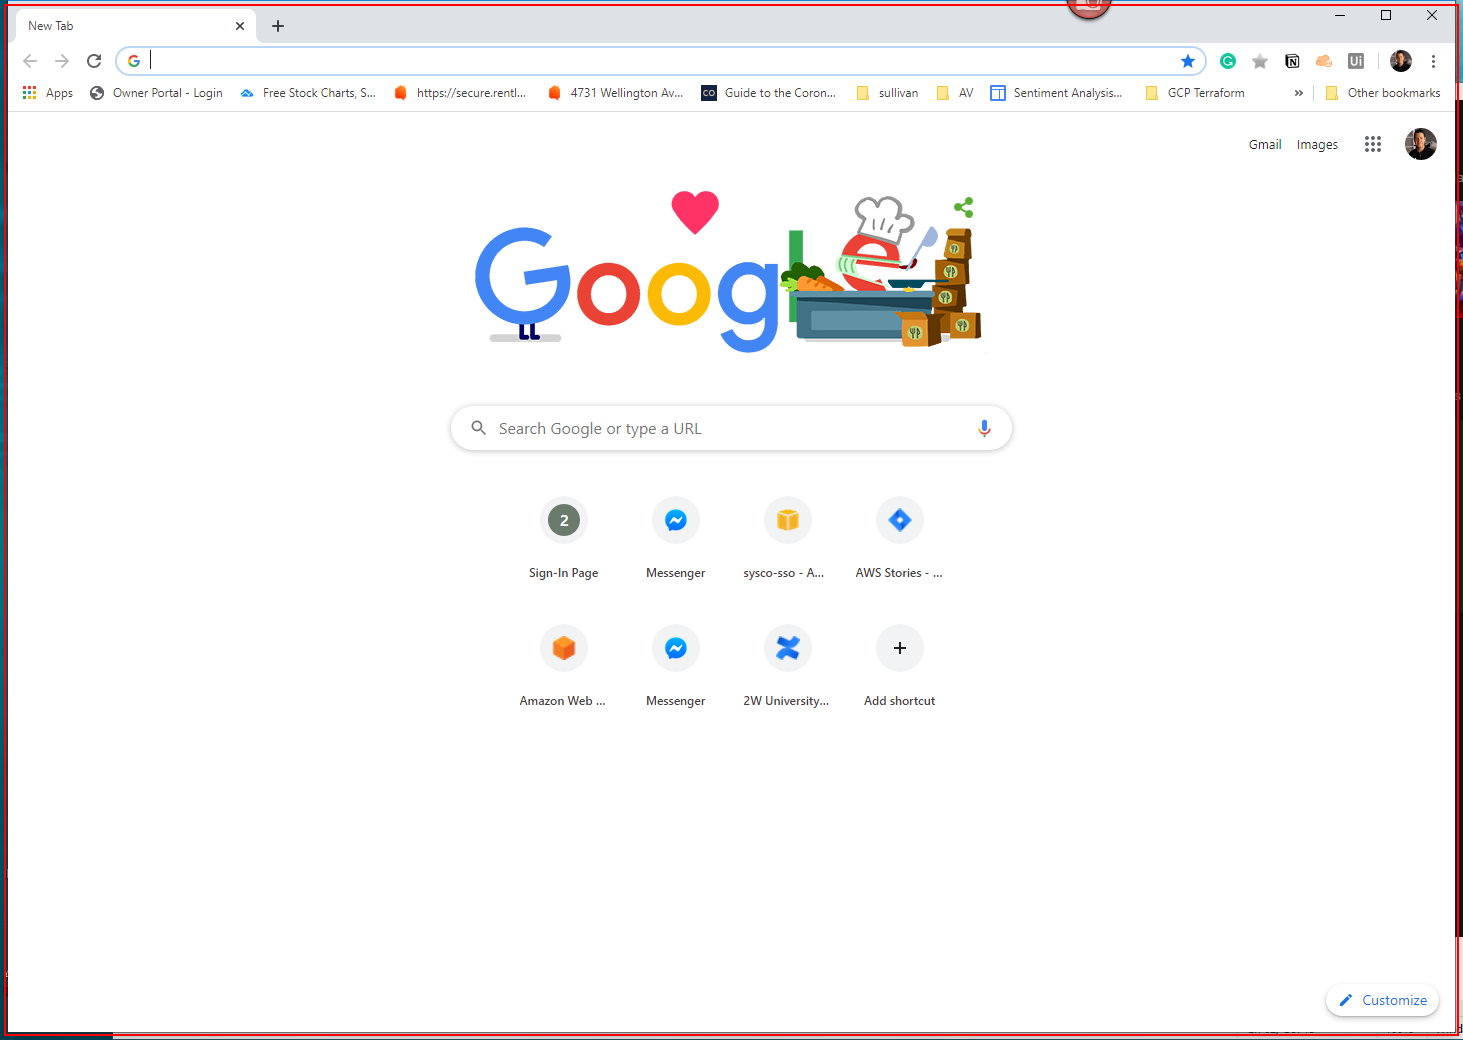 New Tab
Apps Owner Portal - Login Free Stock Charts, S... https://secure.rentl... 4731 Wellington Av... CO Guide to the Coron... sullivan AV Sentiment Analysis... GCP Terraform » Other bookmarks
Gmail Images
Google
Search Google or type a URL
2
Sign-In Page Messenger sysco-sso - A... AWS Stories - ...
Amazon Web ... Messenger 2W University... Add shortcut
Customize